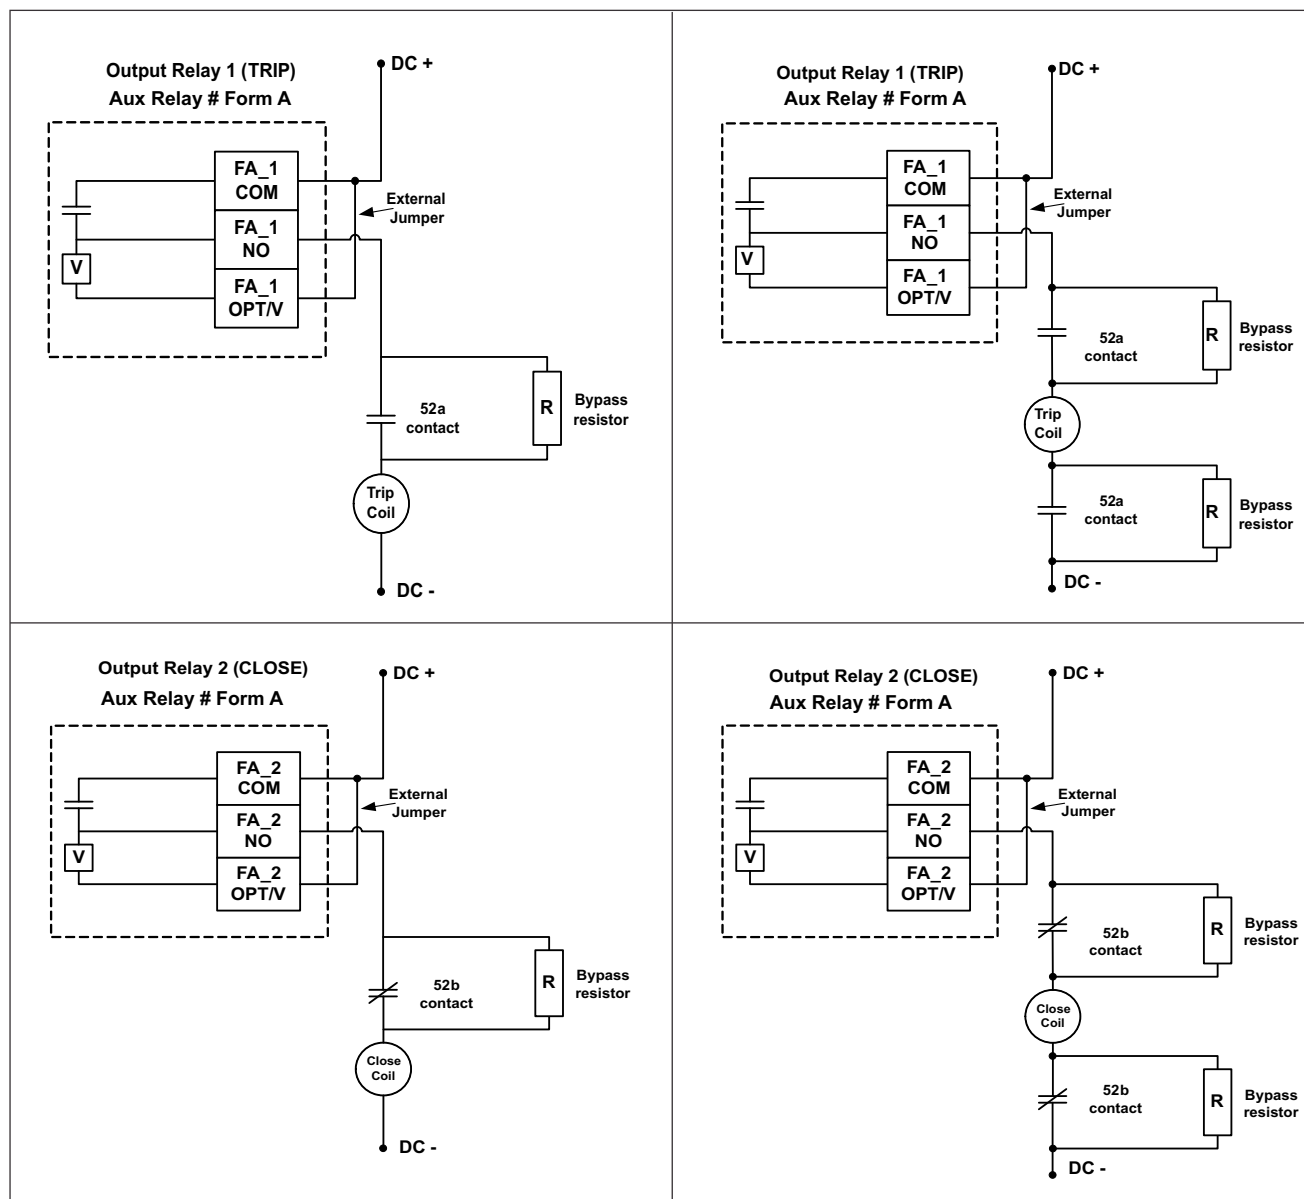 Output Relay 1 (TRIP)
Aux Relay # Form A
DC +
FA_1
COM
FA_1
NO
FA_1
OPT/V
V
External
Jumper
52a
contact
R
Bypass
resistor
Trip
Coil
DC -
Output Relay 1 (TRIP)
Aux Relay # Form A
DC +
FA_1
COM
FA_1
NO
FA_1
OPT/V
V
External
Jumper
52a
contact
R
Bypass
resistor
Trip
Coil
52a
contact
R
Bypass
resistor
DC -
Output Relay 2 (CLOSE)
Aux Relay # Form A
DC +
FA_2
COM
FA_2
NO
FA_2
OPT/V
V
External
Jumper
52b
contact
R
Bypass
resistor
Close
Coil
DC -
Output Relay 2 (CLOSE)
Aux Relay # Form A
DC +
FA_2
COM
FA_2
NO
FA_2
OPT/V
V
External
Jumper
52b
contact
R
Bypass
resistor
Close
Coil
52b
contact
R
Bypass
resistor
DC -